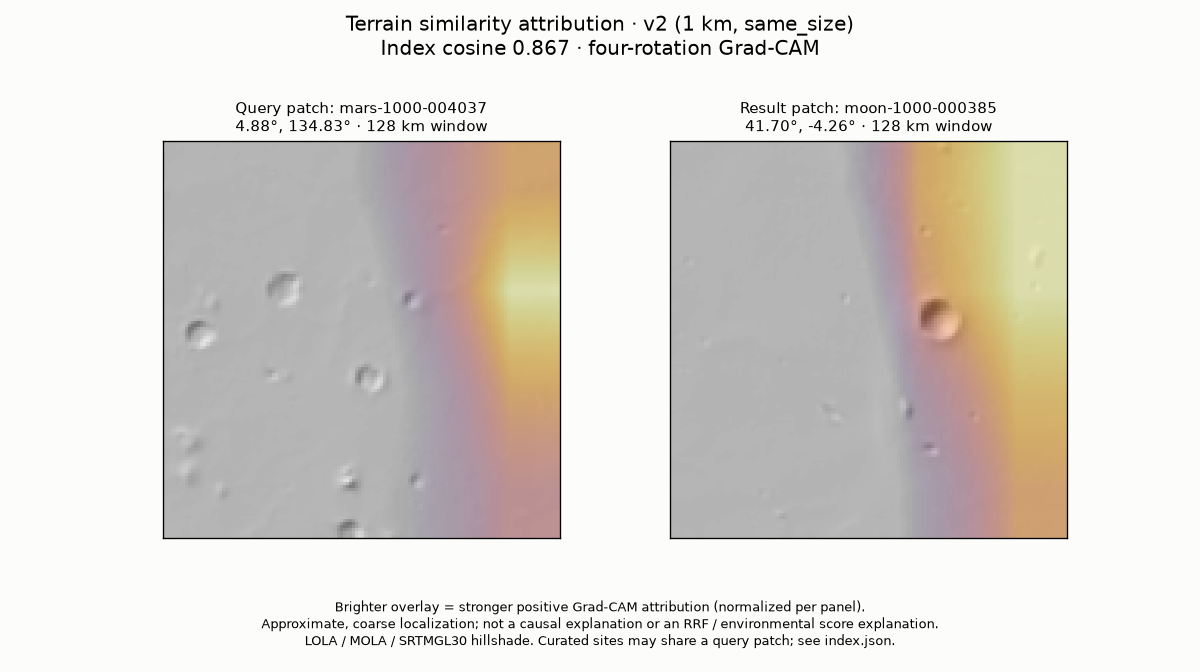 Terrain similarity attribution · v2 (1 km, same_size)
Index cosine 0.867 · four-rotation Grad-CAM
Query patch: mars-1000-004037
4.88°, 134.83° · 128 km window
Result patch: moon-1000-000385
41.70°, -4.26° · 128 km window
Brighter overlay = stronger positive Grad-CAM attribution (normalized per panel).
Approximate, coarse localization; not a causal explanation or an RRF / environmental score explanation.
LOLA / MOLA / SRTMGL30 hillshade. Curated sites may share a query patch; see index.json.